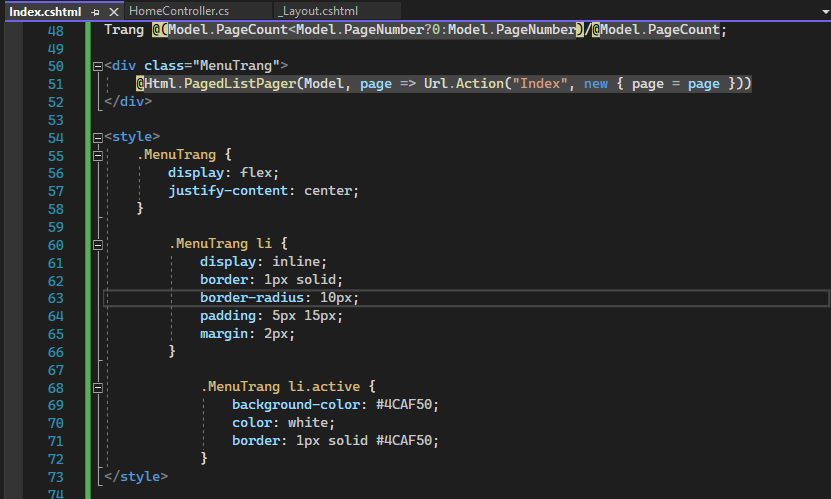 Index.cshtml HomeController.cs _Layout.cshtml
48 Trang @(Model.PageCount<Model.PageNumber?0:Model.PageNumber)/@Model.PageCount;
49
50 <div class="MenuTrang">
51 @Html.PagedListPager(Model, page => Url.Action("Index", new { page = page }))
52 </div>
53
54 <style>
55 .MenuTrang {
56 display: flex;
57 justify-content: center;
58 }
59
60 .MenuTrang li {
61 display: inline;
62 border: 1px solid;
63 border-radius: 10px;
64 padding: 5px 15px;
65 margin: 2px;
66 }
67
68 .MenuTrang li.active {
69 background-color: #4CAF50;
70 color: white;
71 border: 1px solid #4CAF50;
72 }
73 </style>
74